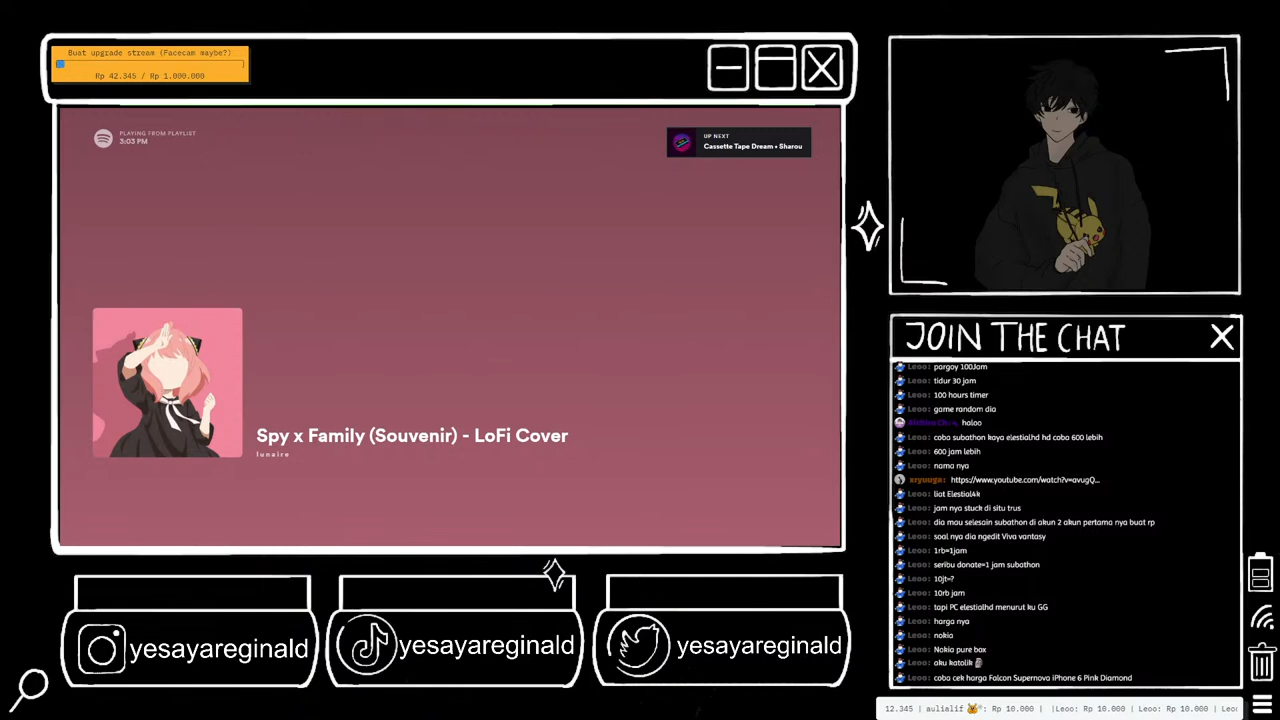 Buat upgrade stream (Facecam maybe?)
Rp 42.345 / Rp 1.000.000
PLAYING FROM PLAYLIST
3:03 PM
UP NEXT
Cassette Tape Dream • Sharou
Spy x Family (Souvenir) - LoFi Cover
lunaire
yesayareginald
yesayareginald
yesayareginald
JOIN THE CHAT
Leoo: pargoy 100Jam
Leoo: tidur 30 jam
Leoo: 100 hours timer
Leoo: game random dia
haloo
Leoo: coba subathon kaya elestialhd hd coba 600 lebih
Leoo: 600 jam lebih
Leoo: nama nya
xryuuga: https://www.youtube.com/watch?v=avugQ...
Leoo: liat Elestial4k
Leoo: jam nya stuck di situ trus
Leoo: dia mau selesain subathon di akun 2 akun pertama nya buat rp
Leoo: soal nya dia ngedit Viva vantasy
Leoo: 1rb=1jam
Leoo: seribu donate=1 jam subathon
Leoo: 10jt=?
Leoo: 10rb jam
Leoo: tapi PC elestialhd menurut ku GG
Leoo: harga nya
Leoo: nokia
Leoo: Nokia pure box
Leoo: aku katolik 🗿
Leoo: coba cek harga Falcon Supernova iPhone 6 Pink Diamond
12.345 | aulialif : Rp 10.000 | |Leoo: Rp 10.000 | Leoo: Rp 10.000 | Leo